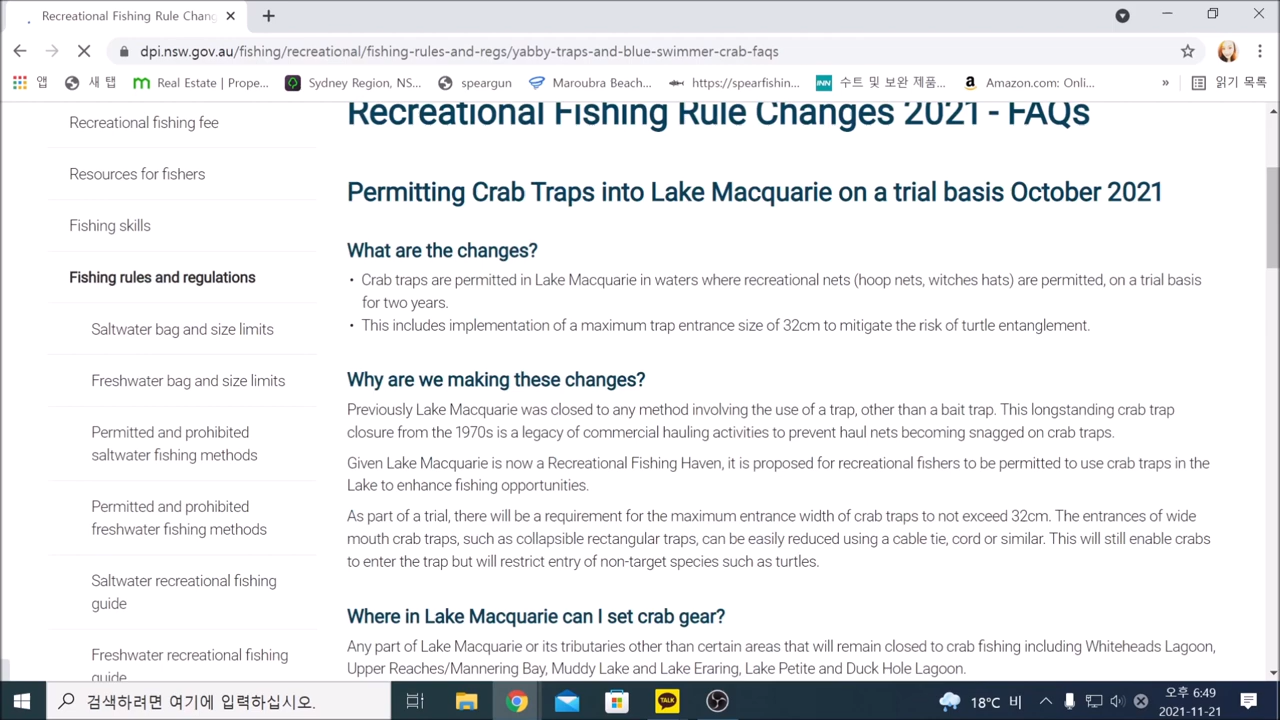 Recreational Fishing Rule Chang
dpi.nsw.gov.au/fishing/recreational/fishing-rules-and-regs/yabby-traps-and-blue-swimmer-crab-faqs
앱 새 탭 Real Estate | Prope... Sydney Region, NS... speargun Maroubra Beach... https://spearfishin... INN 수트 및 보완 제품... Amazon.com: Onli... » 읽기 목록
Recreational fishing fee
Resources for fishers
Fishing skills
Fishing rules and regulations
Saltwater bag and size limits
Freshwater bag and size limits
Permitted and prohibited
saltwater fishing methods
Permitted and prohibited
freshwater fishing methods
Saltwater recreational fishing
guide
Freshwater recreational fishing
guide
Recreational Fishing Rule Changes 2021 - FAQs
Permitting Crab Traps into Lake Macquarie on a trial basis October 2021
What are the changes?
• Crab traps are permitted in Lake Macquarie in waters where recreational nets (hoop nets, witches hats) are permitted, on a trial basis
for two years.
• This includes implementation of a maximum trap entrance size of 32cm to mitigate the risk of turtle entanglement.
Why are we making these changes?
Previously Lake Macquarie was closed to any method involving the use of a trap, other than a bait trap. This longstanding crab trap
closure from the 1970s is a legacy of commercial hauling activities to prevent haul nets becoming snagged on crab traps.
Given Lake Macquarie is now a Recreational Fishing Haven, it is proposed for recreational fishers to be permitted to use crab traps in the
Lake to enhance fishing opportunities.
As part of a trial, there will be a requirement for the maximum entrance width of crab traps to not exceed 32cm. The entrances of wide
mouth crab traps, such as collapsible rectangular traps, can be easily reduced using a cable tie, cord or similar. This will still enable crabs
to enter the trap but will restrict entry of non-target species such as turtles.
Where in Lake Macquarie can I set crab gear?
Any part of Lake Macquarie or its tributaries other than certain areas that will remain closed to crab fishing including Whiteheads Lagoon,
Upper Reaches/Mannering Bay, Muddy Lake and Lake Eraring, Lake Petite and Duck Hole Lagoon.
검색하려면 여기에 입력하십시오.
TALK
18°C 비
오후 6:49
2021-11-21